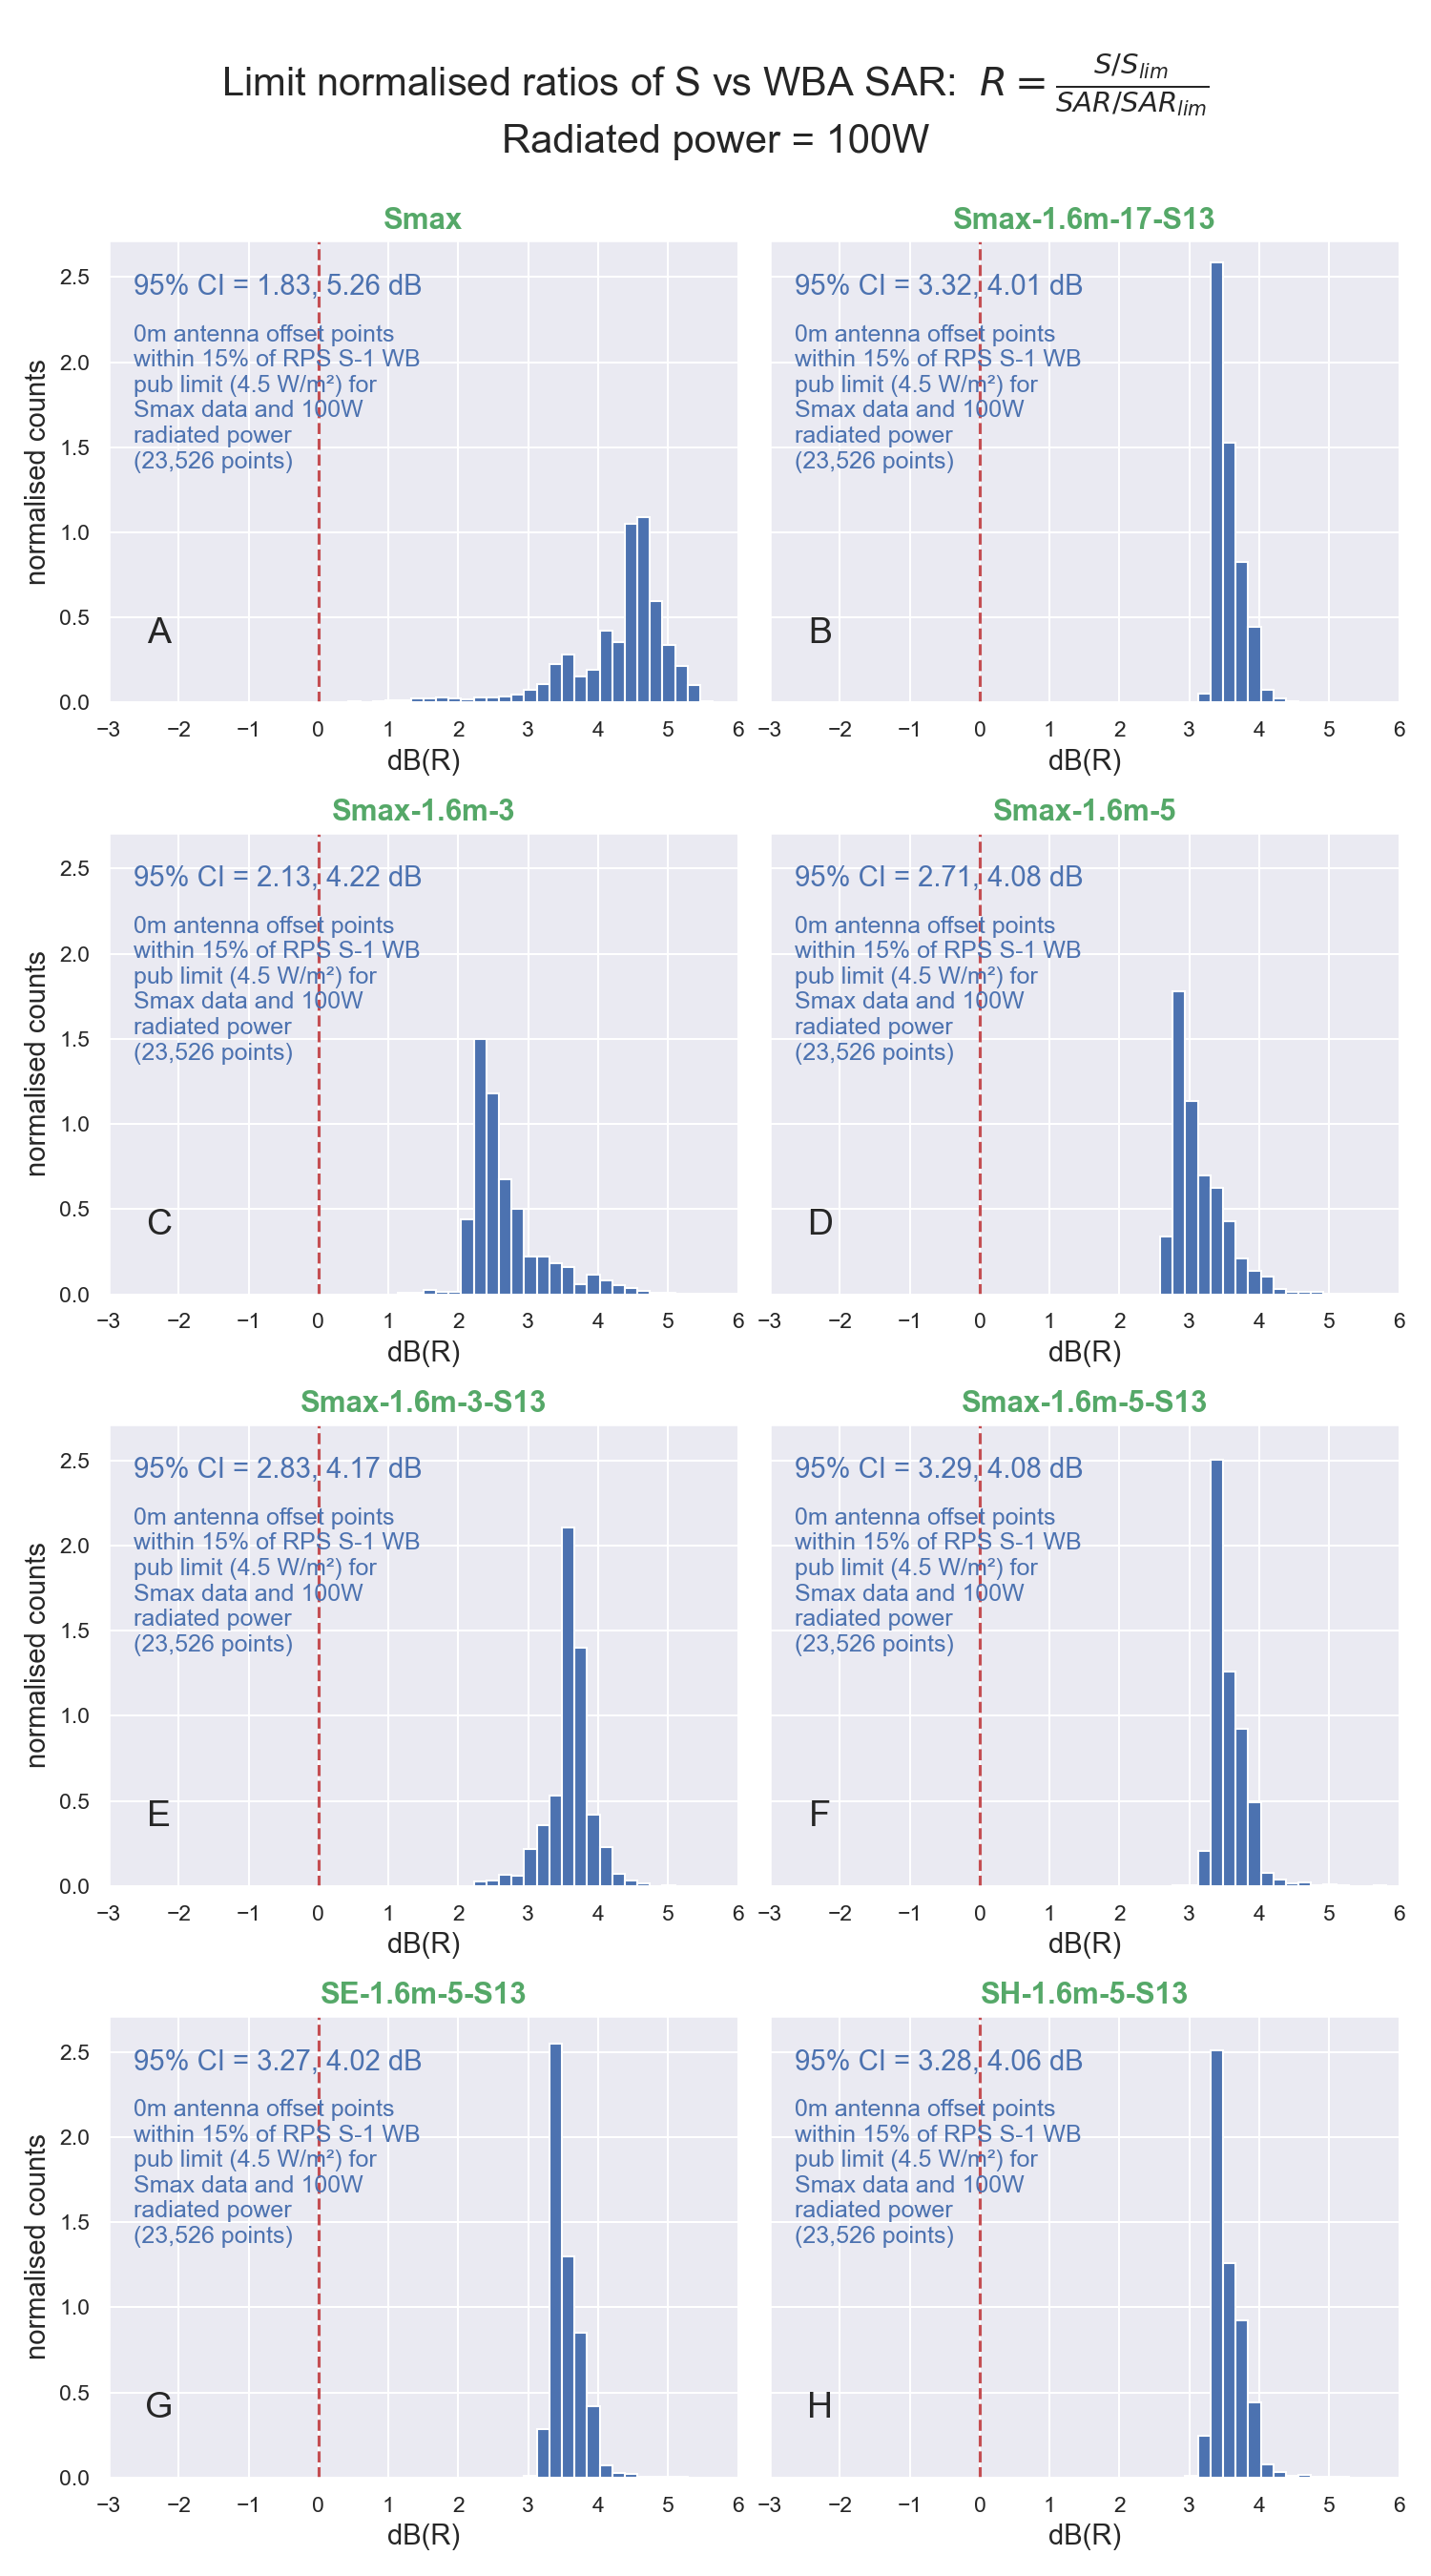 Limit normalised ratios of S vs WBA SAR: R = S/S_lim / SAR/SAR_lim
Radiated power = 100W
Smax
95% CI = 1.83, 5.26 dB
0m antenna offset points
within 15% of RPS S-1 WB
pub limit (4.5 W/m²) for
Smax data and 100W
radiated power
(23,526 points)
A
normalised counts
2.5
2.0
1.5
1.0
0.5
0.0
−3 −2 −1 0 1 2 3 4 5 6
dB(R)
Smax-1.6m-17-S13
95% CI = 3.32, 4.01 dB
0m antenna offset points
within 15% of RPS S-1 WB
pub limit (4.5 W/m²) for
Smax data and 100W
radiated power
(23,526 points)
B
−3 −2 −1 0 1 2 3 4 5 6
dB(R)
Smax-1.6m-3
95% CI = 2.13, 4.22 dB
0m antenna offset points
within 15% of RPS S-1 WB
pub limit (4.5 W/m²) for
Smax data and 100W
radiated power
(23,526 points)
C
normalised counts
2.5
2.0
1.5
1.0
0.5
0.0
−3 −2 −1 0 1 2 3 4 5 6
dB(R)
Smax-1.6m-5
95% CI = 2.71, 4.08 dB
0m antenna offset points
within 15% of RPS S-1 WB
pub limit (4.5 W/m²) for
Smax data and 100W
radiated power
(23,526 points)
D
−3 −2 −1 0 1 2 3 4 5 6
dB(R)
Smax-1.6m-3-S13
95% CI = 2.83, 4.17 dB
0m antenna offset points
within 15% of RPS S-1 WB
pub limit (4.5 W/m²) for
Smax data and 100W
radiated power
(23,526 points)
E
normalised counts
2.5
2.0
1.5
1.0
0.5
0.0
−3 −2 −1 0 1 2 3 4 5 6
dB(R)
Smax-1.6m-5-S13
95% CI = 3.29, 4.08 dB
0m antenna offset points
within 15% of RPS S-1 WB
pub limit (4.5 W/m²) for
Smax data and 100W
radiated power
(23,526 points)
F
−3 −2 −1 0 1 2 3 4 5 6
dB(R)
SE-1.6m-5-S13
95% CI = 3.27, 4.02 dB
0m antenna offset points
within 15% of RPS S-1 WB
pub limit (4.5 W/m²) for
Smax data and 100W
radiated power
(23,526 points)
G
normalised counts
2.5
2.0
1.5
1.0
0.5
0.0
−3 −2 −1 0 1 2 3 4 5 6
dB(R)
SH-1.6m-5-S13
95% CI = 3.28, 4.06 dB
0m antenna offset points
within 15% of RPS S-1 WB
pub limit (4.5 W/m²) for
Smax data and 100W
radiated power
(23,526 points)
H
−3 −2 −1 0 1 2 3 4 5 6
dB(R)